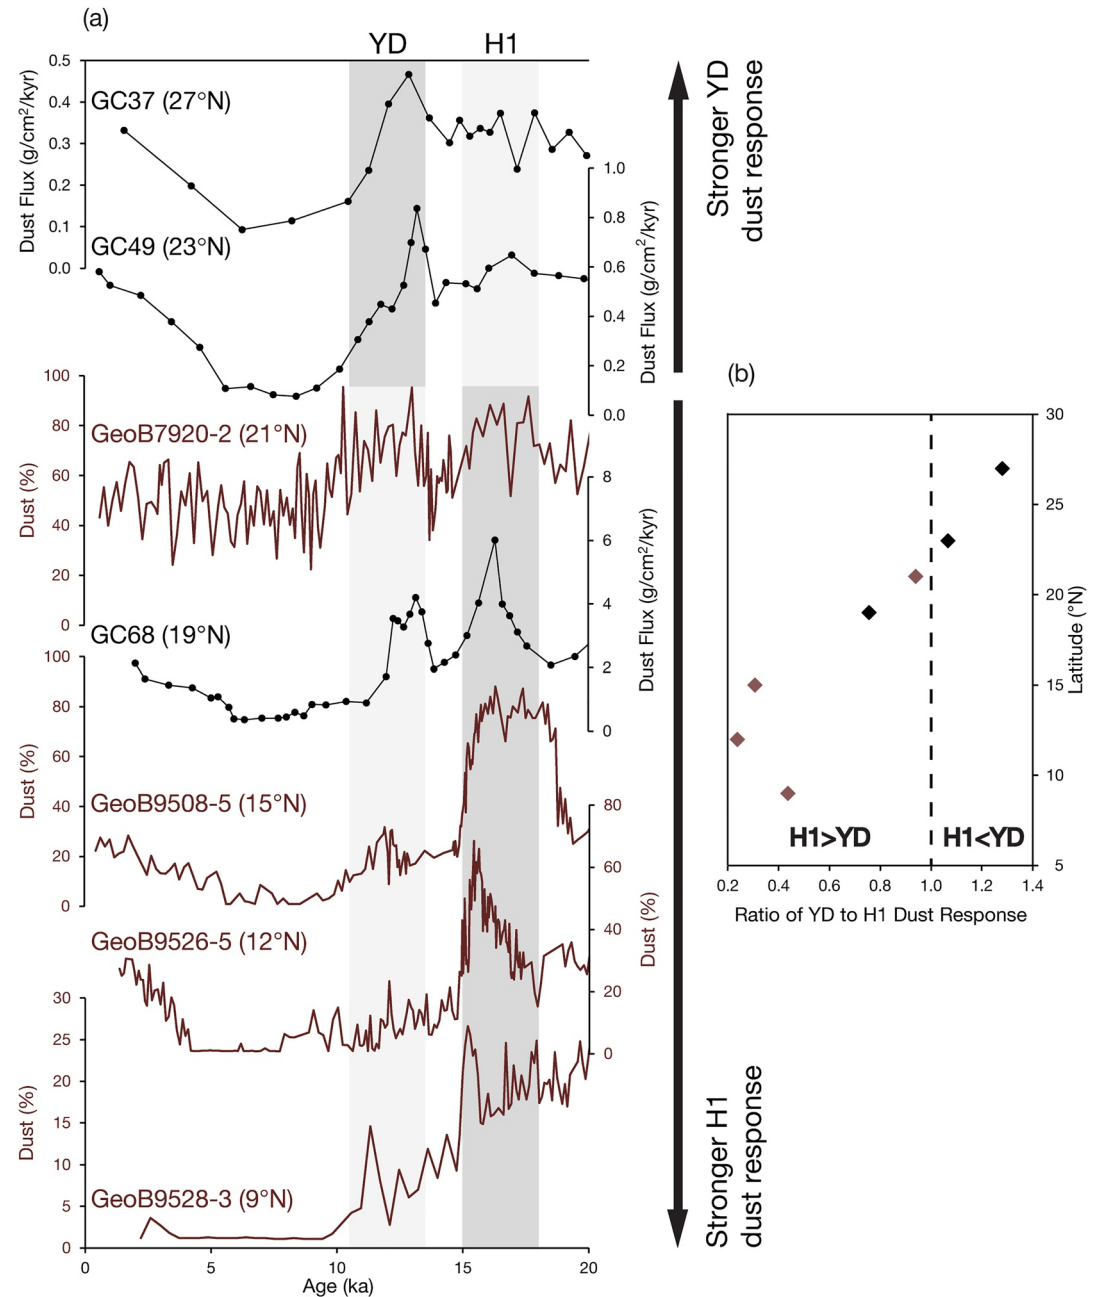 (a)
YD
H1
0.5
0.4
0.3
0.2
0.1
0.0
Dust Flux (g/cm²/kyr)
GC37 (27°N)
1.0
0.8
0.6
0.4
0.2
0.0
Dust Flux (g/cm²/kyr)
GC49 (23°N)
100
80
60
40
20
0
Dust (%)
GeoB7920-2 (21°N)
8
6
4
2
0
Dust Flux (g/cm²/kyr)
GC68 (19°N)
100
80
60
40
20
0
Dust (%)
GeoB9508-5 (15°N)
80
60
40
20
0
Dust (%)
GeoB9526-5 (12°N)
30
25
20
15
10
5
0
Dust (%)
GeoB9528-3 (9°N)
0
5
10
15
20
Age (ka)
Stronger YD
dust response
Stronger H1
dust response
(b)
30
25
20
15
10
5
Latitude (°N)
H1>YD
H1<YD
0.2
0.4
0.6
0.8
1.0
1.2
1.4
Ratio of YD to H1 Dust Response